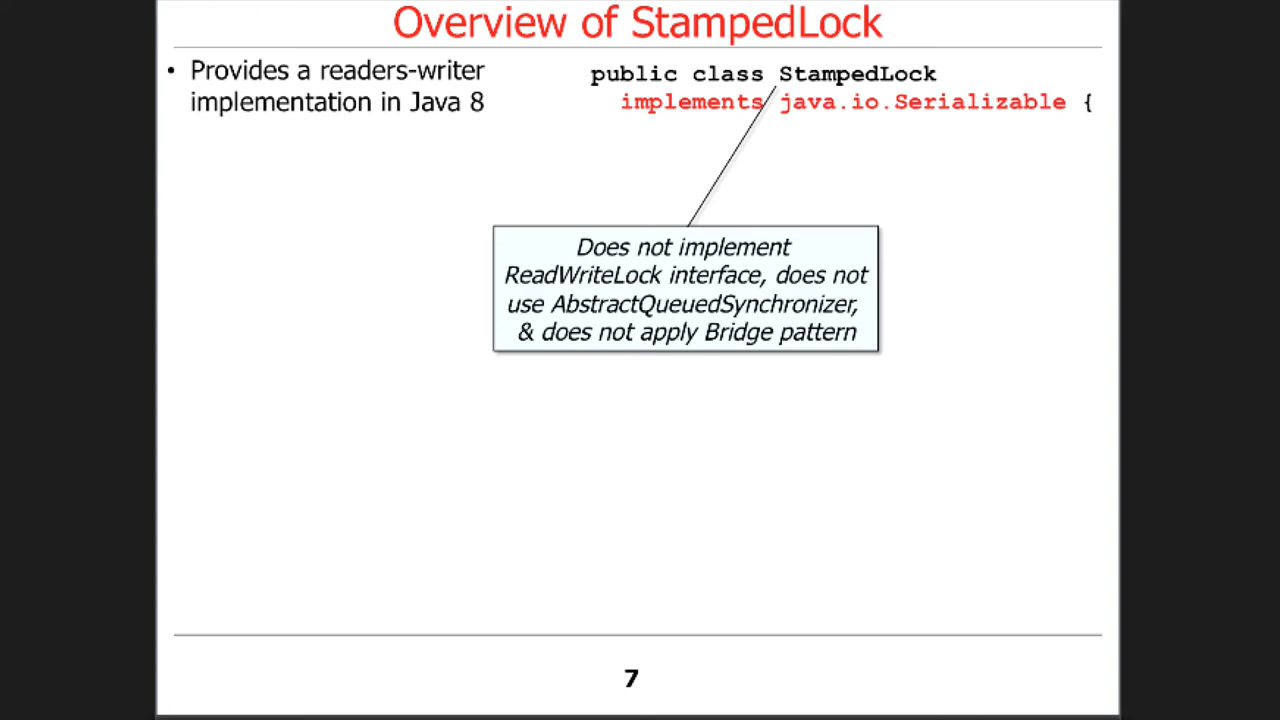 Overview of StampedLock
• Provides a readers-writer
implementation in Java 8
public class StampedLock
implements java.io.Serializable {
Does not implement
ReadWriteLock interface, does not
use AbstractQueuedSynchronizer,
& does not apply Bridge pattern
7